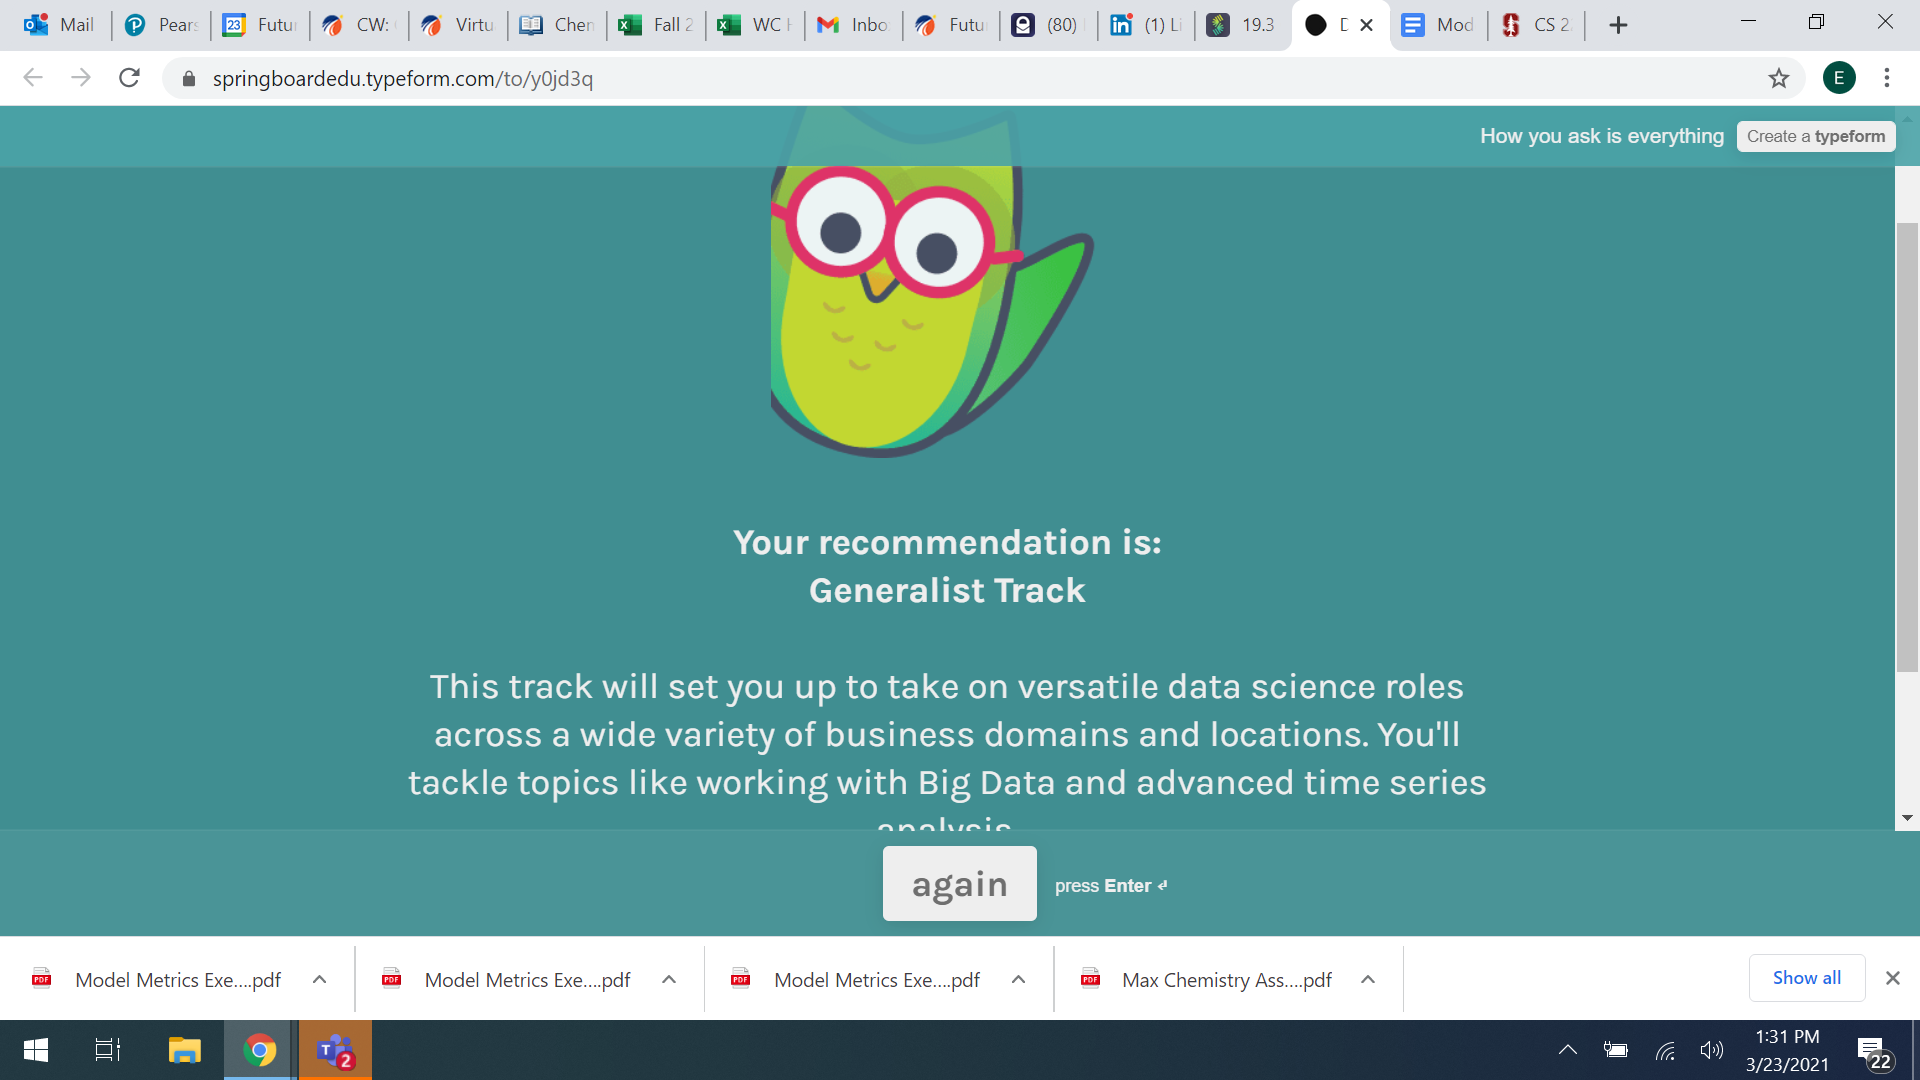 Mail
Pears
23
Futu
CW:
Virtu
Chen
Fall 2
WC
Inbo
Futu
(80)
(1) Li
19.3
Mod
CS 2
springboardedu.typeform.com/to/y0jd3q
E
How you ask is everything
Create a typeform
Your recommendation is:
Generalist Track
This track will set you up to take on versatile data science roles
across a wide variety of business domains and locations. You'll
tackle topics like working with Big Data and advanced time series
analysis
again
press Enter ↵
PDF
Model Metrics Exe....pdf
PDF
Model Metrics Exe....pdf
PDF
Model Metrics Exe....pdf
PDF
Max Chemistry Ass....pdf
Show all
T
2
1:31 PM
3/23/2021
22